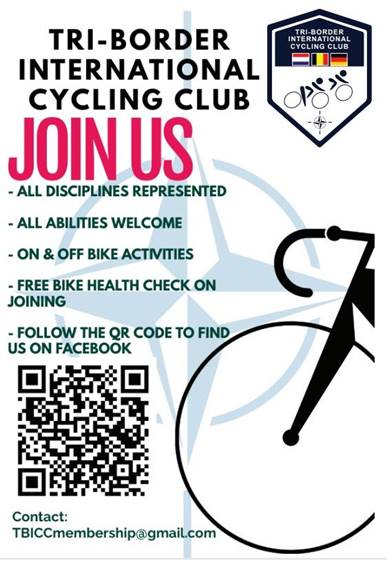 TRI-BORDER
INTERNATIONAL
CYCLING CLUB
TRI-BORDER
INTERNATIONAL
CYCLING CLUB
JOIN US
- ALL DISCIPLINES REPRESENTED
- ALL ABILITIES WELCOME
- ON & OFF BIKE ACTIVITIES
- FREE BIKE HEALTH CHECK ON
JOINING
- FOLLOW THE QR CODE TO FIND
US ON FACEBOOK
Contact:
TBICCmembership@gmail.com